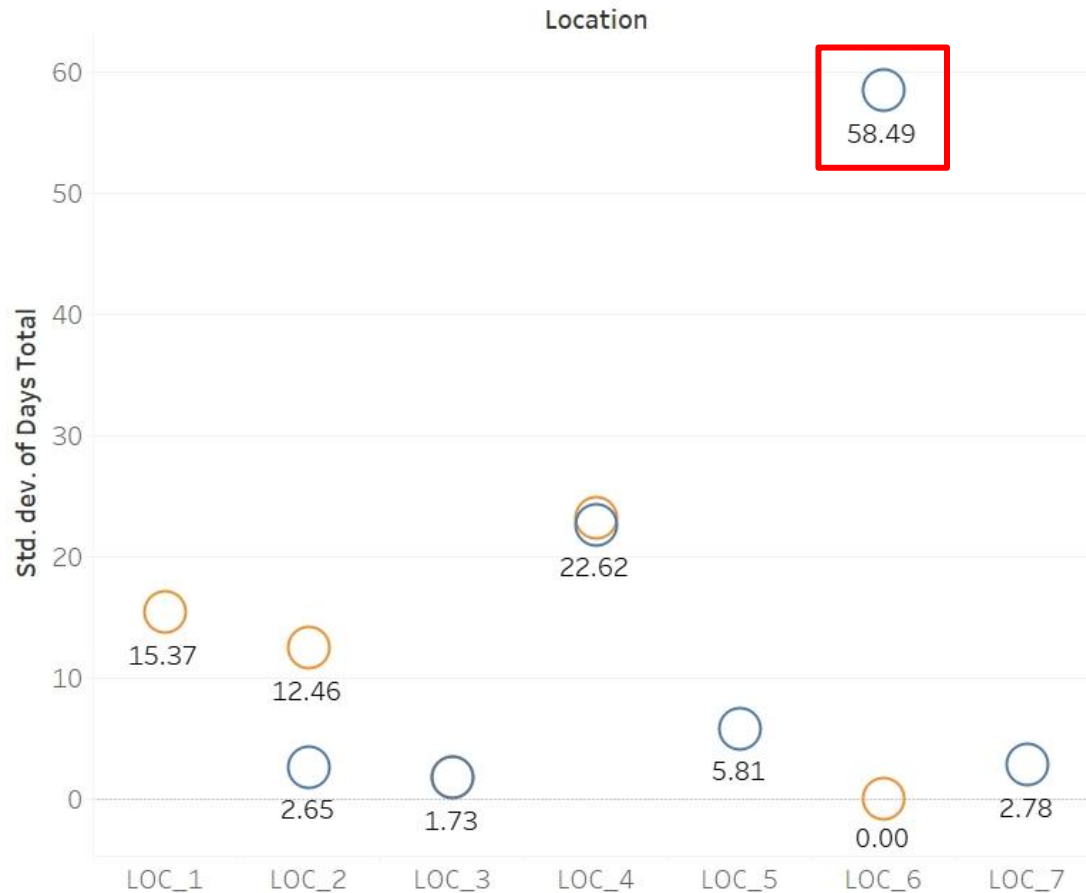 Location
Std. dev. of Days Total
60
50
40
30
20
10
0
58.49
22.62
15.37
12.46
2.65
1.73
5.81
0.00
2.78
LOC_1
LOC_2
LOC_3
LOC_4
LOC_5
LOC_6
LOC_7